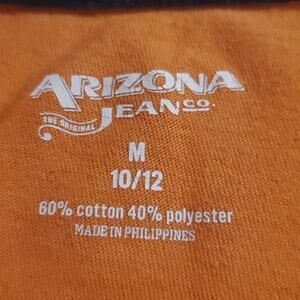 ARIZONA
JEAN CO.
THE ORIGINAL
M
10/12
60% cotton 40% polyester
MADE IN PHILIPPINES